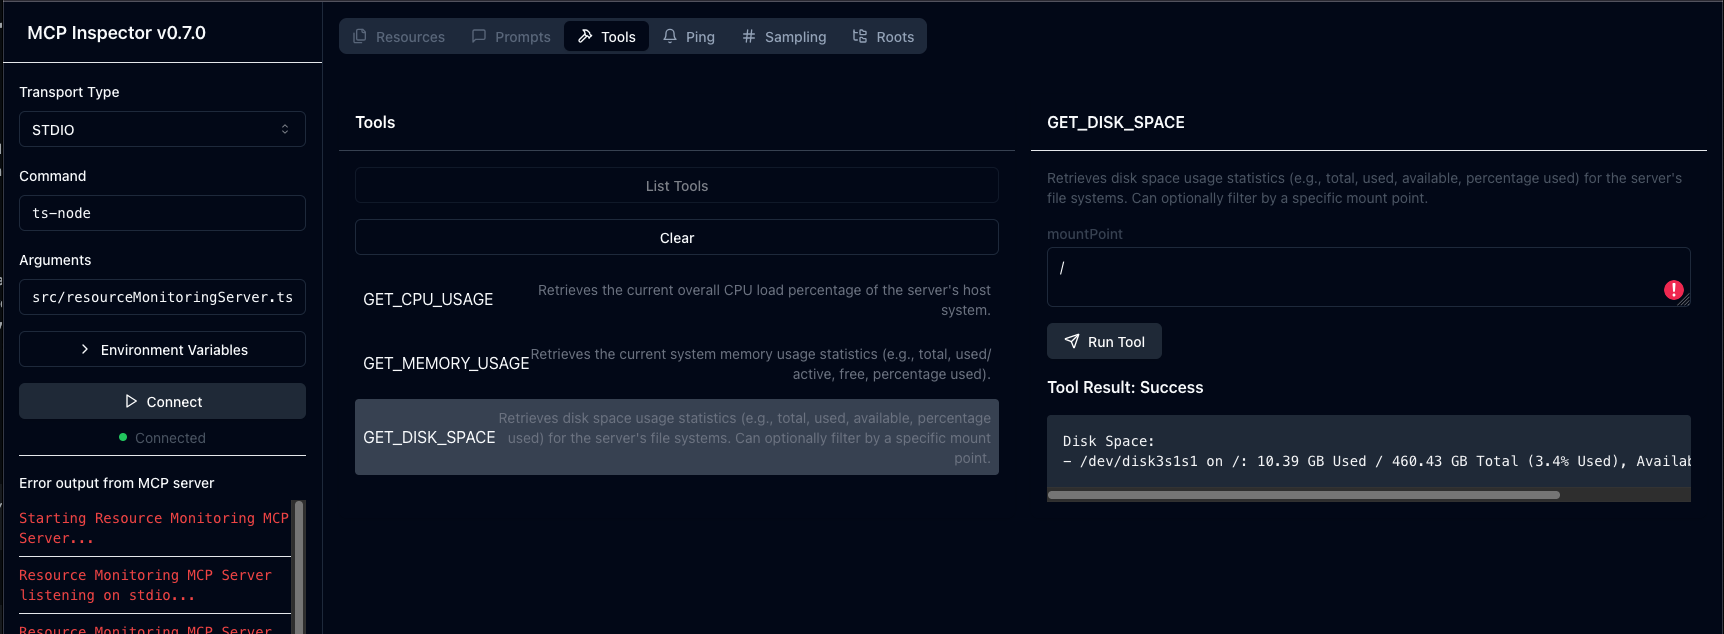 MCP Inspector v0.7.0
Transport Type
STDIO
Command
ts-node
Arguments
src/resourceMonitoringServer.ts
Environment Variables
Connect
Connected
Error output from MCP server
Starting Resource Monitoring MCP
Server...
Resource Monitoring MCP Server
listening on stdio...
Resource Monitoring MCP Server
Resources
Prompts
Tools
Ping
Sampling
Roots
Tools
List Tools
Clear
GET_CPU_USAGE
Retrieves the current overall CPU load percentage of the server's host
system.
GET_MEMORY_USAGE
Retrieves the current system memory usage statistics (e.g., total, used/
active, free, percentage used).
GET_DISK_SPACE
Retrieves disk space usage statistics (e.g., total, used, available, percentage
used) for the server's file systems. Can optionally filter by a specific mount
point.
GET_DISK_SPACE
Retrieves disk space usage statistics (e.g., total, used, available, percentage used) for the server's
file systems. Can optionally filter by a specific mount point.
mountPoint
/
Run Tool
Tool Result: Success
Disk Space:
- /dev/disk3s1s1 on /: 10.39 GB Used / 460.43 GB Total (3.4% Used), Availab